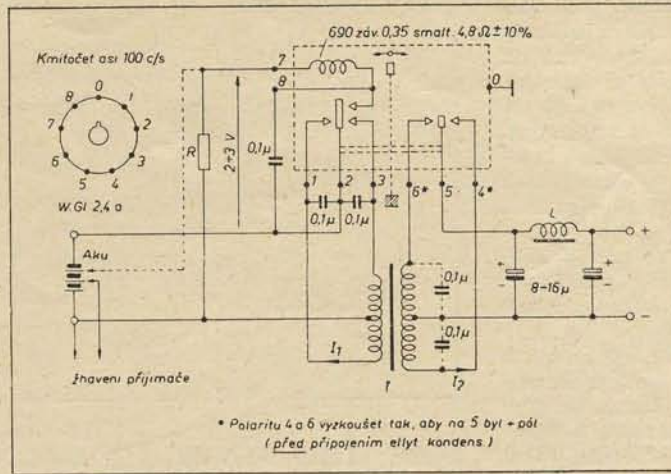 690 záv. 0,35 smalt. 4,8 Ω ± 10%
Kmitočet asi 100 c/s
0
1
2
3
4
5
6
7
8
W.Gl 2,4 a
7
8
0
R
2÷3 V
0,1µ
1
2
3
6*
5
4*
0,1µ
0,1µ
L
+
+
+
-
-
8-16µ
-
Aku
0,1µ
0,1µ
I1
I2
T
žhavení přijímače
* Polaritu 4 a 6 vyzkoušet tak, aby na 5 byl + pól
( před připojením ellyt kondens.)